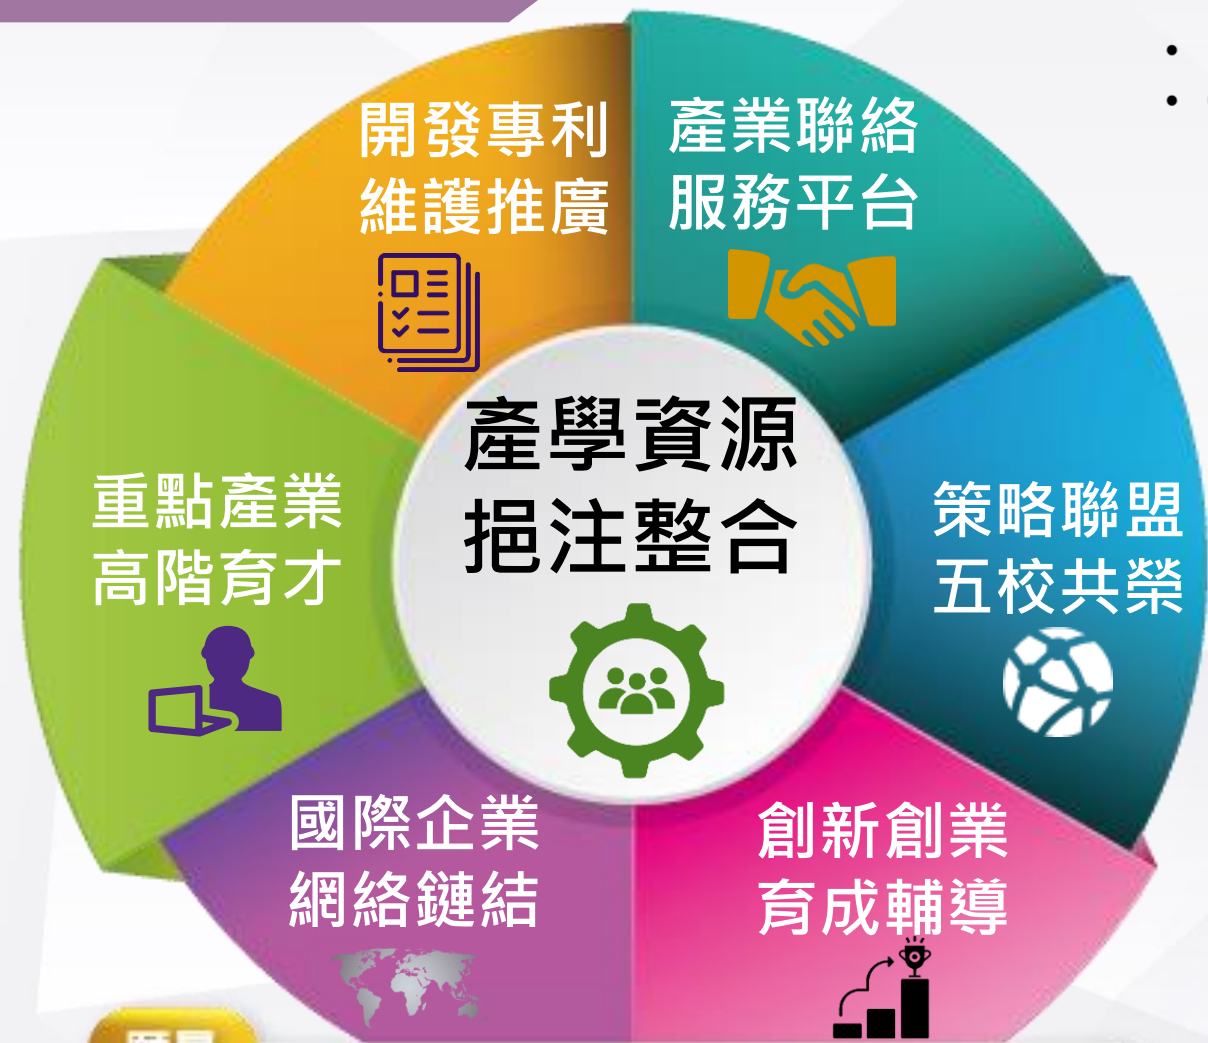 開發專利
維護推廣
產業聯絡
服務平台
產學資源
挹注整合
重點產業
高階育才
策略聯盟
五校共榮
國際企業
網絡鏈結
創新創業
育成輔導